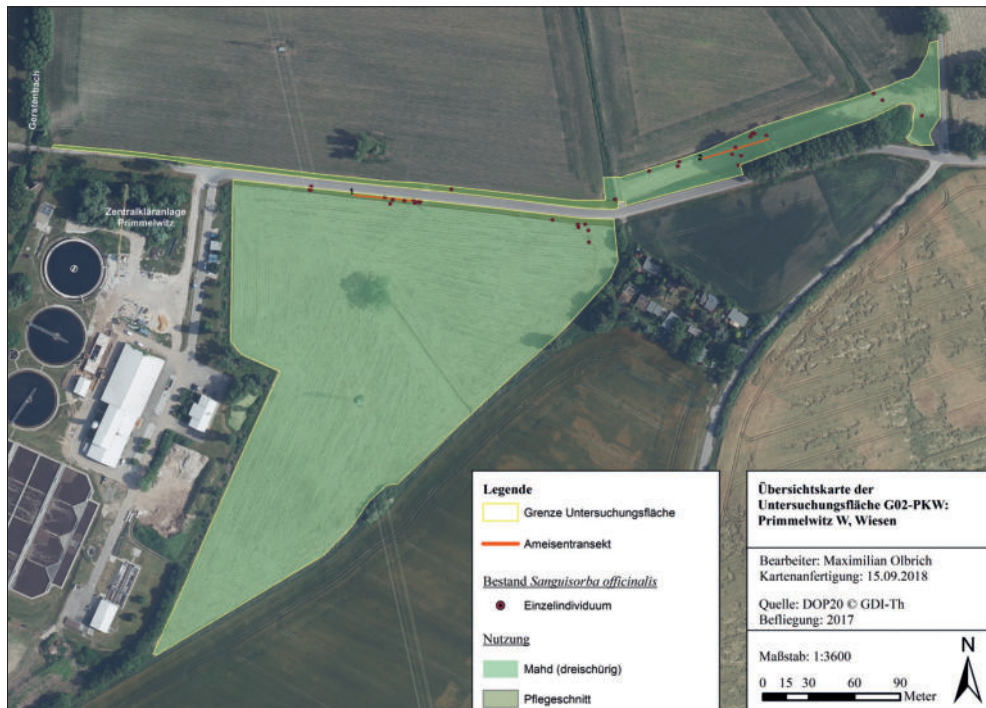 Gerstenbach
Zentralkläranlage
Primmelwitz
1
2
Legende
Grenze Untersuchungsfläche
Ameisentransekt
Bestand Sanguisorba officinalis
Einzelindividuum
Nutzung
Mahd (dreischürig)
Pflegeschnitt
Übersichtskarte der
Untersuchungsfläche G02-PKW:
Primmelwitz W, Wiesen
Bearbeiter: Maximilian Olbrich
Kartenanfertigung: 15.09.2018
Quelle: DOP20 © GDI-Th
Befliegung: 2017
Maßstab: 1:3600
N
0 15 30 60 90
Meter